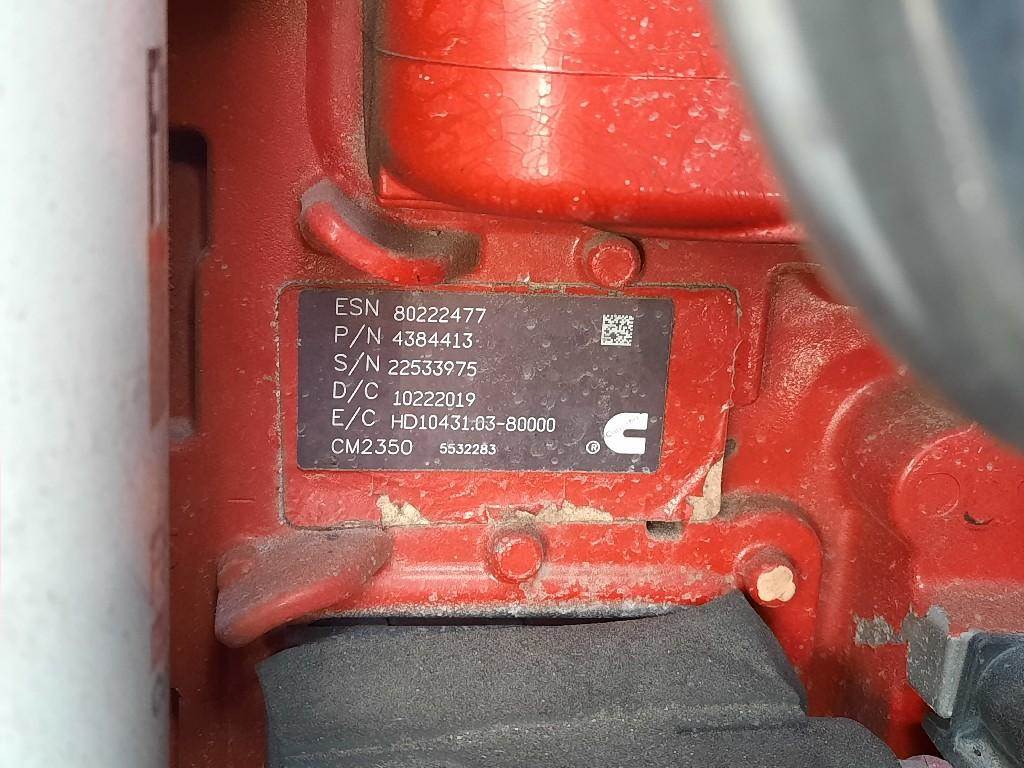 ESN 80222477
P/N 4384413
S/N 22533975
D/C 10222019
E/C HD10431.03-80000
CM2350 5532283 ®